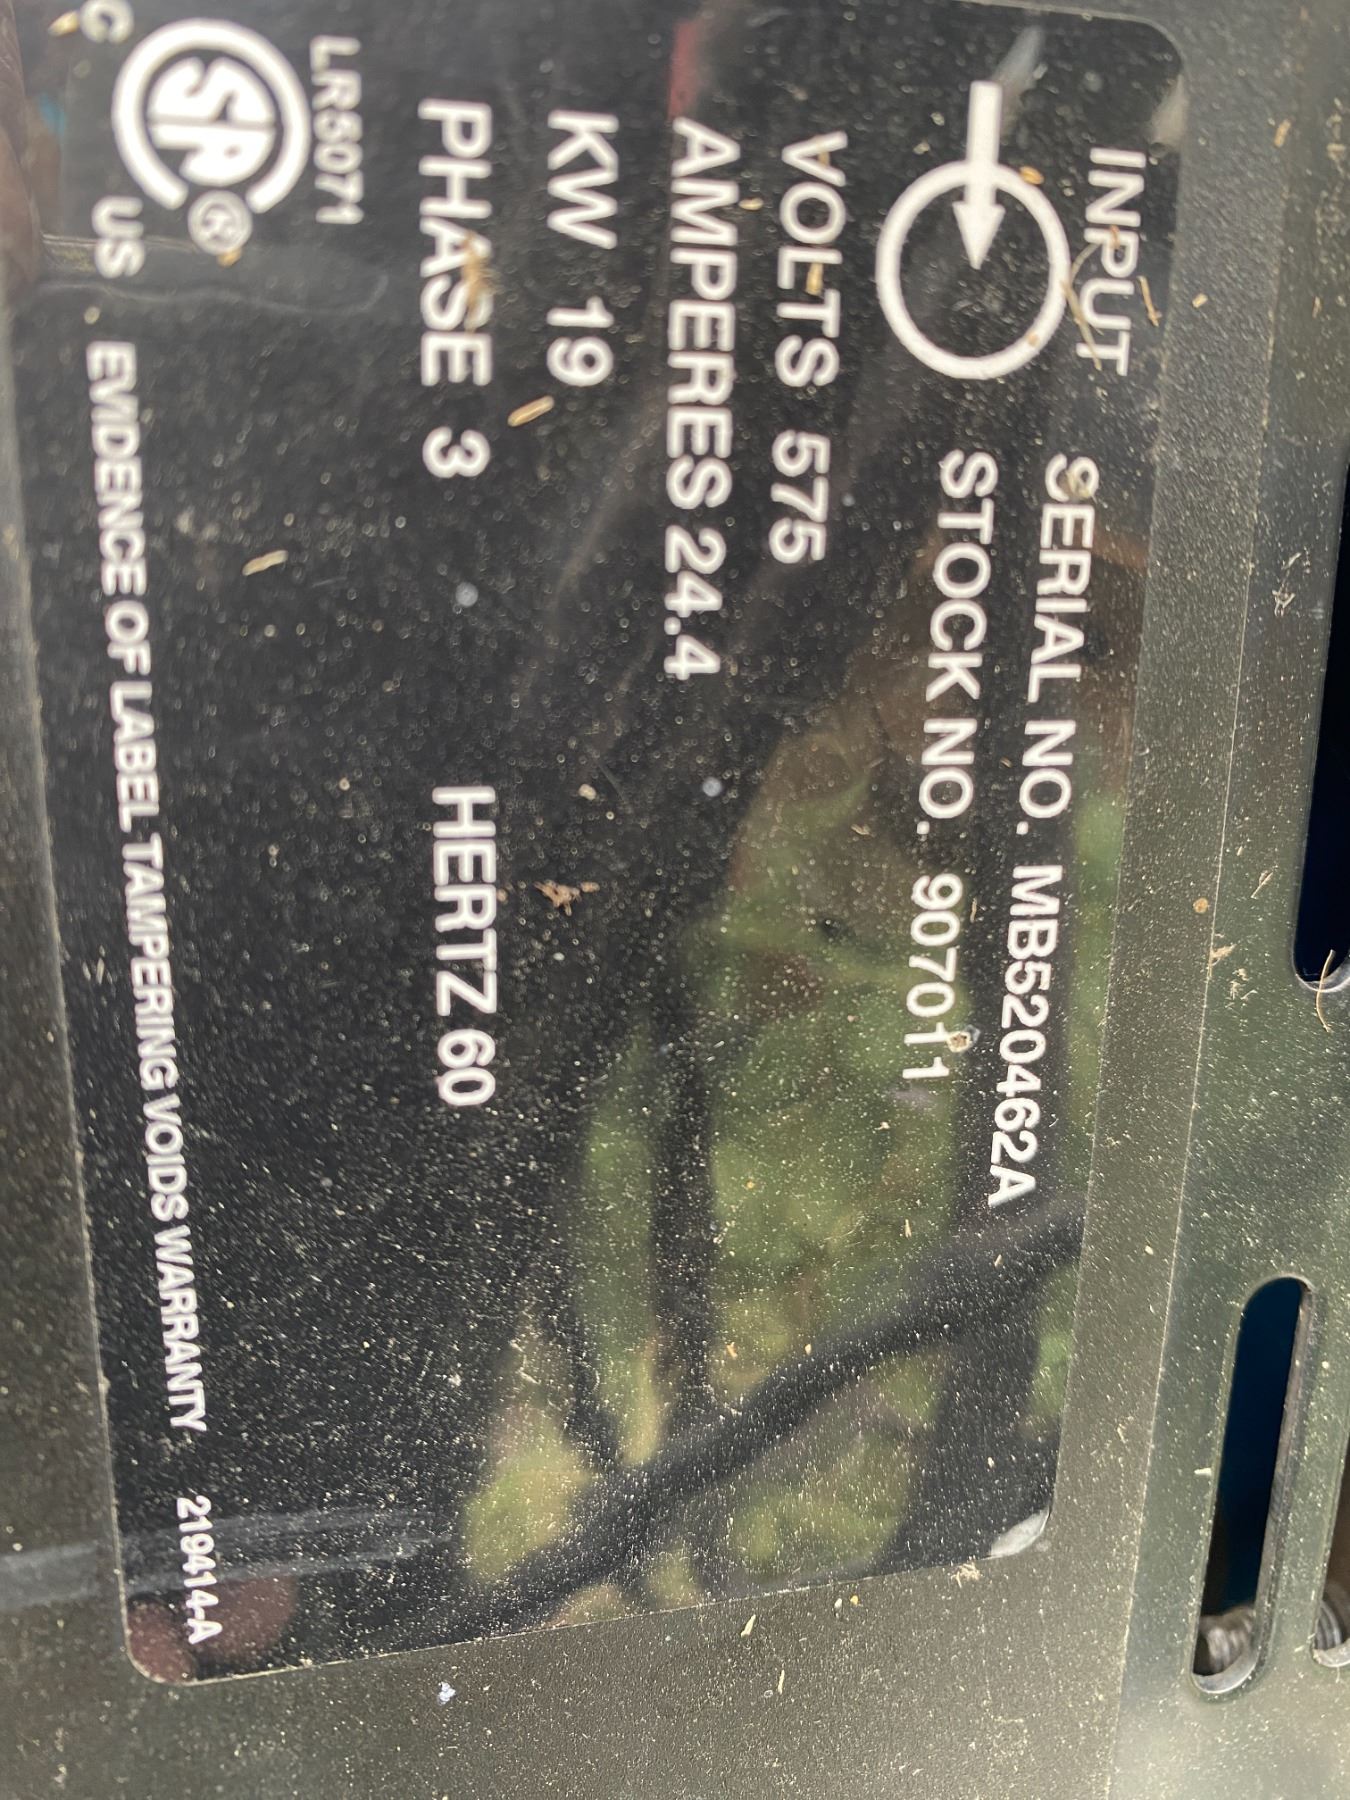 INPUT
SERIAL NO. MB520462A
STOCK NO. 907011
VOLTS 575
AMPERES 24.4
KW 19
PHASE 3 HERTZ 60
LR5071
C SP® US
EVIDENCE OF LABEL TAMPERING VOIDS WARRANTY 219414-A